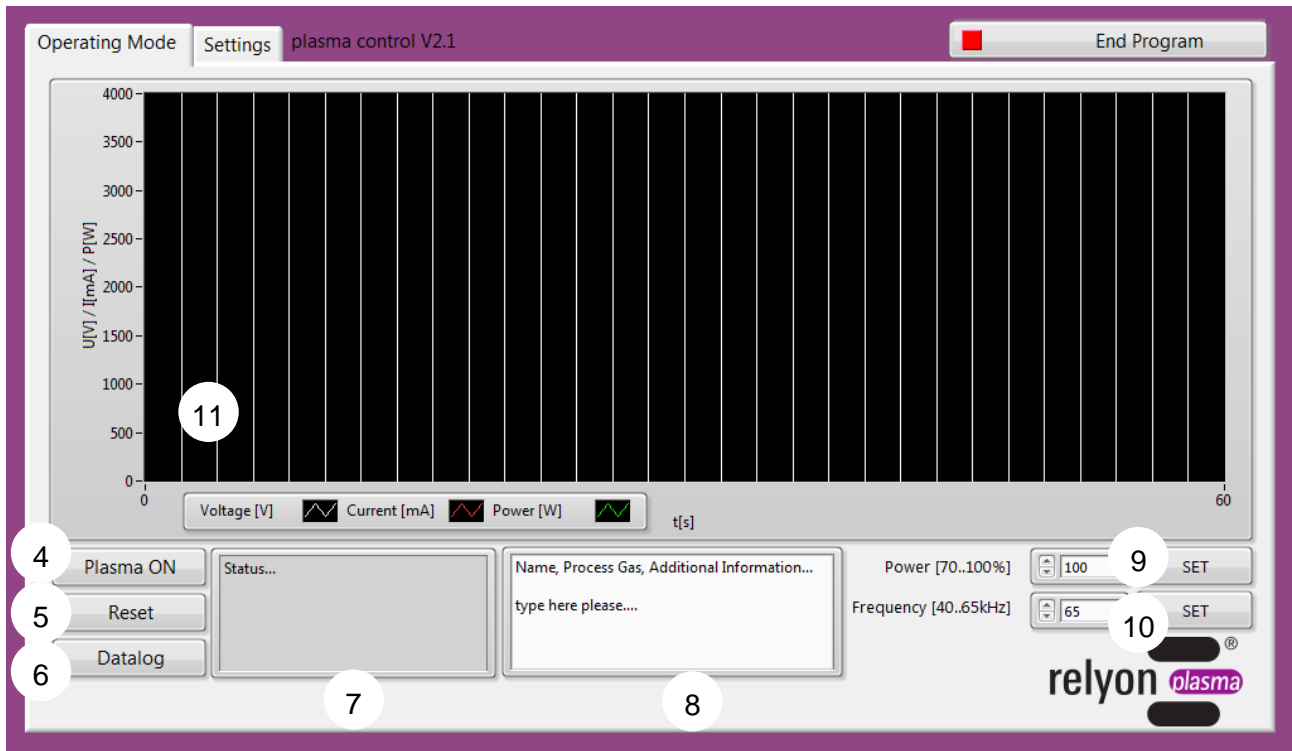 Operating Mode Settings plasma control V2.1 End Program
4000
3500
3000
2500
2000
1500
1000
500
0
U[V] / I[mA] / P[W]
11
0 60
Voltage [V] Current [mA] Power [W]
t[s]
4 Plasma ON
5 Reset
6 Datalog
Status...
7
Name, Process Gas, Additional Information...
type here please....
8
Power [70..100%] 100 9 SET
Frequency [40..65kHz] 65 10 SET
relyon plasma ®